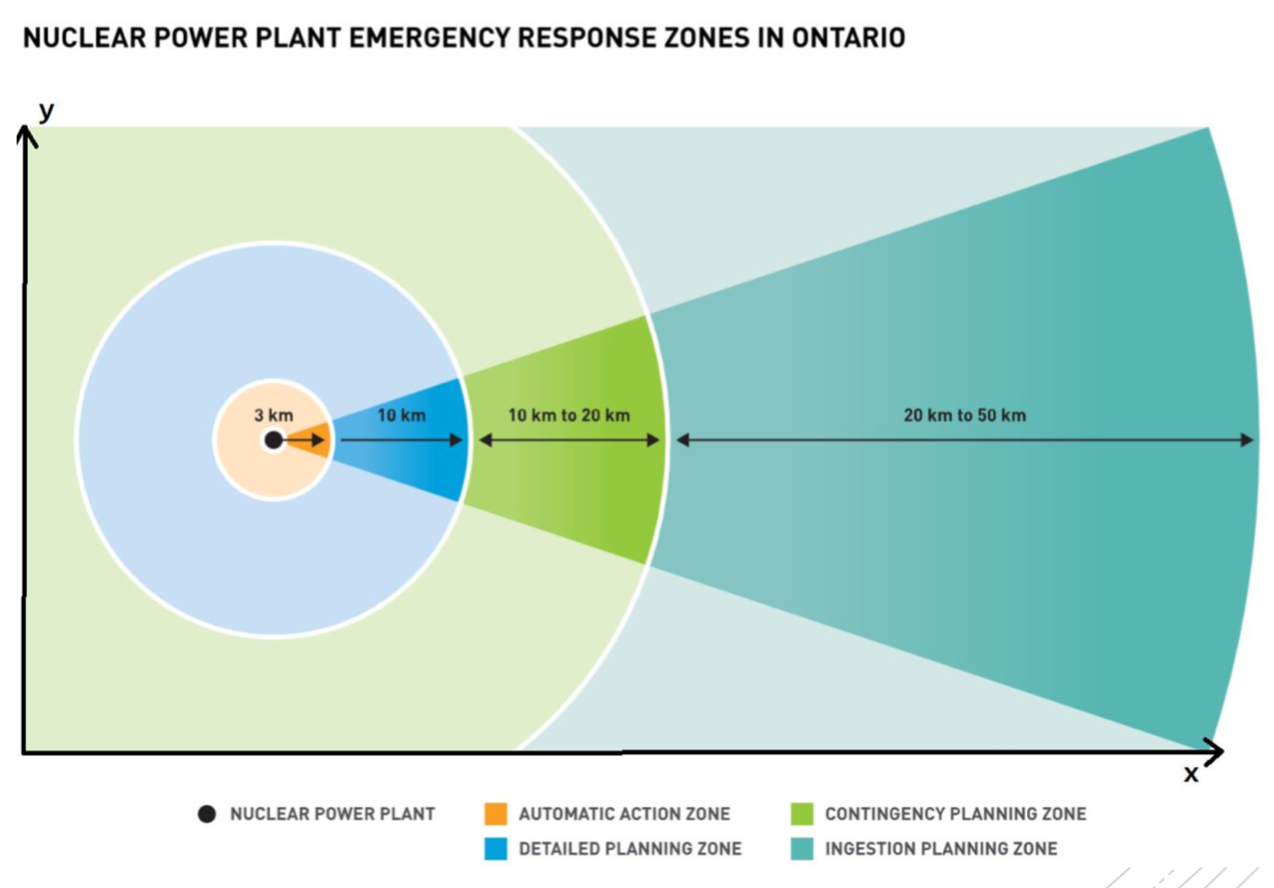 NUCLEAR POWER PLANT EMERGENCY RESPONSE ZONES IN ONTARIO
y
3 km
10 km
10 km to 20 km
20 km to 50 km
x
NUCLEAR POWER PLANT
AUTOMATIC ACTION ZONE
CONTINGENCY PLANNING ZONE
DETAILED PLANNING ZONE
INGESTION PLANNING ZONE